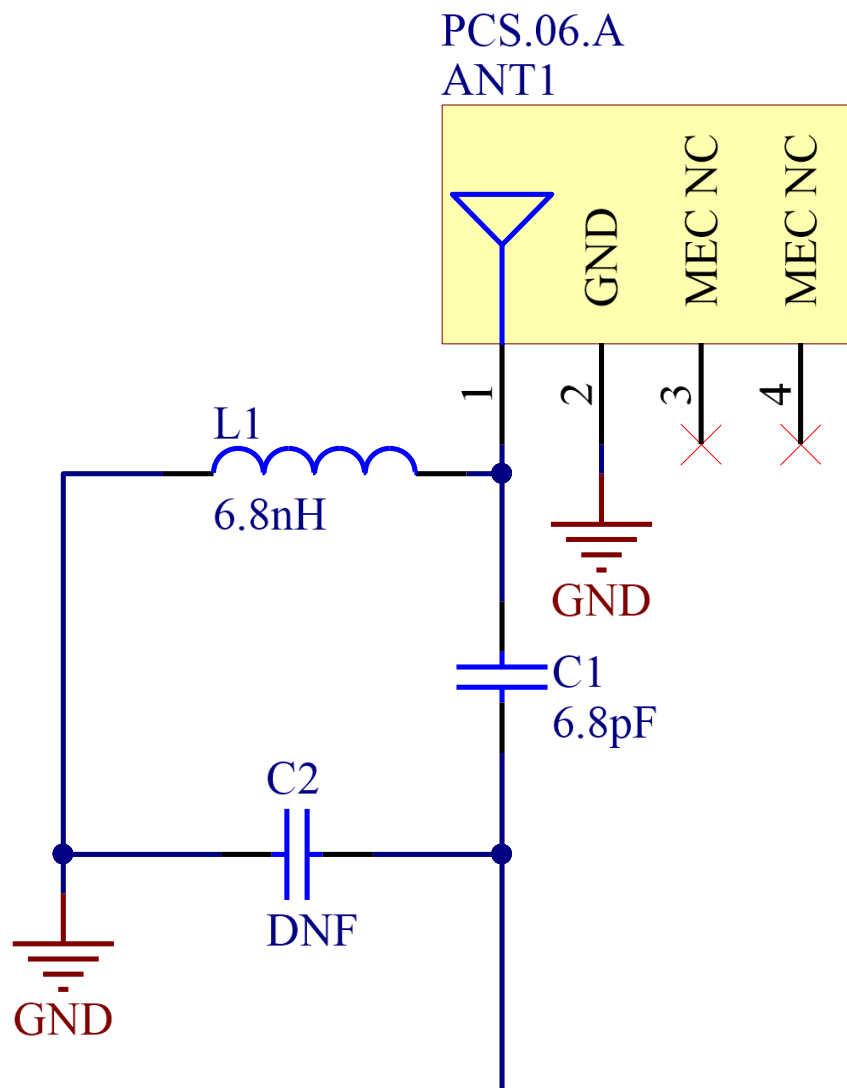 PCS.06.A
ANT1
GND
MEC NC
MEC NC
1
2
3
4
L1
6.8nH
GND
C1
6.8pF
C2
DNF
GND